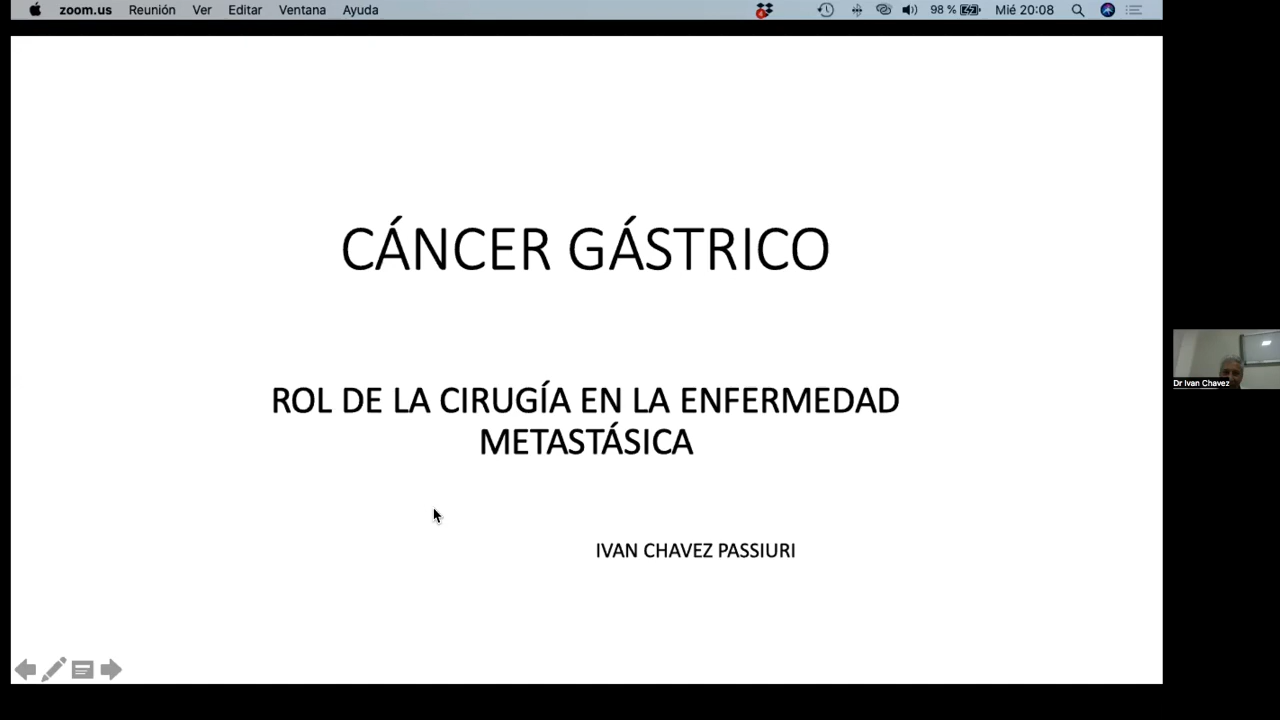 zoom.us Reunión Ver Editar Ventana Ayuda 98 % Mié 20:08
CÁNCER GÁSTRICO
ROL DE LA CIRUGÍA EN LA ENFERMEDAD
METASTÁSICA
IVAN CHAVEZ PASSIURI
Dr Ivan Chavez